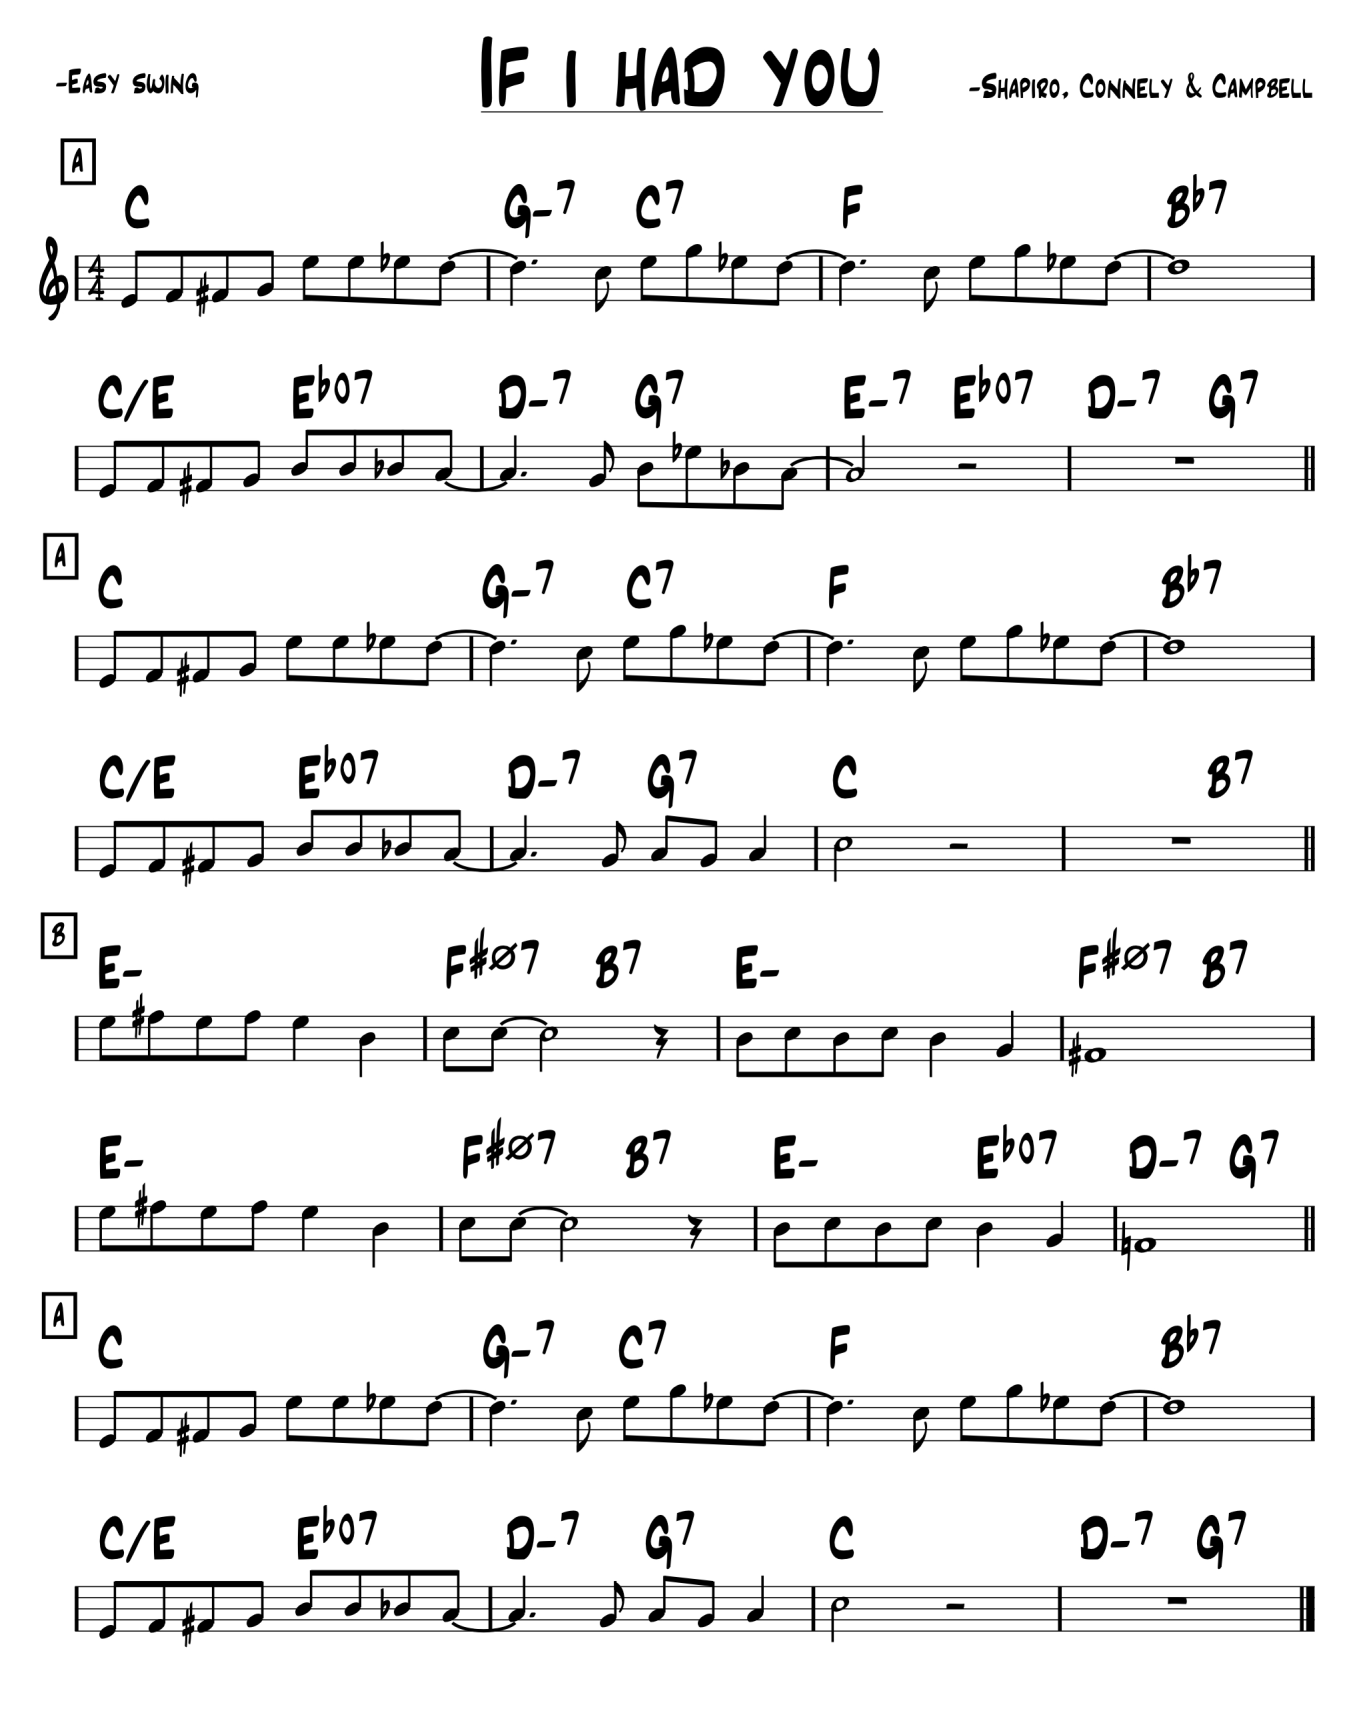 -Easy swing
If I had you
-Shapiro, Connely & Campbell
A
C G-7 C7 F B♭7
4
4
C/E E♭o7 D-7 G7 E-7 E♭o7 D-7 G7
A
C G-7 C7 F B♭7
C/E E♭o7 D-7 G7 C B7
B
E- F#ø7 B7 E- F#ø7 B7
E- F#ø7 B7 E- E♭o7 D-7 G7
A
C G-7 C7 F B♭7
C/E E♭o7 D-7 G7 C D-7 G7